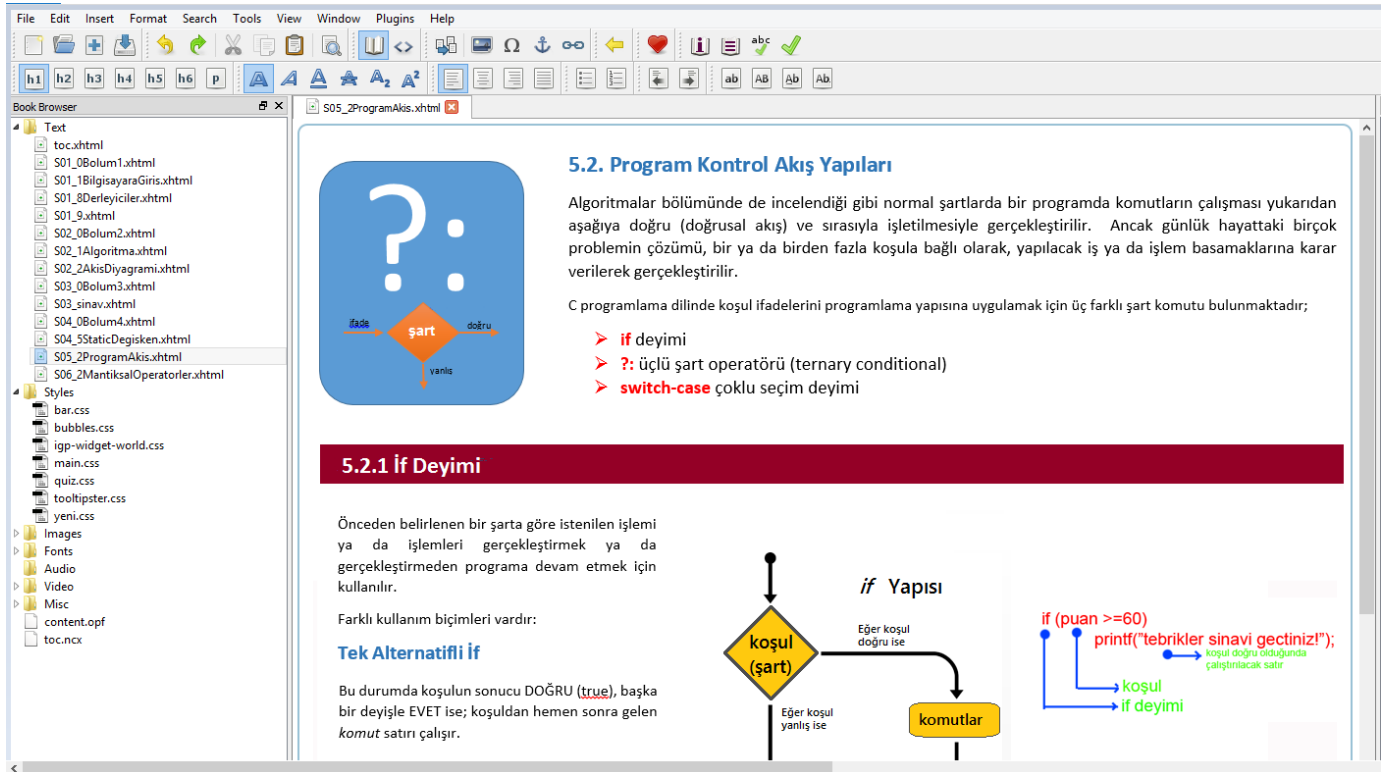 File Edit Insert Format Search Tools View Window Plugins Help
h1 h2 h3 h4 h5 h6 p A A A A A₂ A² ab AB Ab Ab
Book Browser
S05_2ProgramAkis.xhtml
Text
toc.xhtml
S01_0Bolum1.xhtml
S01_1BilgisayaraGiris.xhtml
S01_8Derleyiciler.xhtml
S01_9.xhtml
S02_0Bolum2.xhtml
S02_1Algoritma.xhtml
S02_2AkisDiyagrami.xhtml
S03_0Bolum3.xhtml
S03_sinav.xhtml
S04_0Bolum4.xhtml
S04_5StaticDegisken.xhtml
S05_2ProgramAkis.xhtml
S06_2MantiksalOperatorler.xhtml
Styles
bar.css
bubbles.css
igp-widget-world.css
main.css
quiz.css
tooltipster.css
yeni.css
Images
Fonts
Audio
Video
Misc
content.opf
toc.ncx
?:
ifade
şart
doğru
yanlış
5.2. Program Kontrol Akış Yapıları
Algoritmalar bölümünde de incelendiği gibi normal şartlarda bir programda komutların çalışması yukarıdan
aşağıya doğru (doğrusal akış) ve sırasıyla işletilmesiyle gerçekleştirilir. Ancak günlük hayattaki birçok
problemin çözümü, bir ya da birden fazla koşula bağlı olarak, yapılacak iş ya da işlem basamaklarına karar
verilerek gerçekleştirilir.
C programlama dilinde koşul ifadelerini programlama yapısına uygulamak için üç farklı şart komutu bulunmaktadır;
if deyimi
?: üçlü şart operatörü (ternary conditional)
switch-case çoklu seçim deyimi
5.2.1 İf Deyimi
Önceden belirlenen bir şarta göre istenilen işlemi
ya da işlemleri gerçekleştirmek ya da
gerçekleştirmeden programa devam etmek için
kullanılır.
Farklı kullanım biçimleri vardır:
Tek Alternatifli İf
Bu durumda koşulun sonucu DOĞRU (true), başka
bir deyişle EVET ise; koşuldan hemen sonra gelen
komut satırı çalışır.
if Yapısı
koşul
(şart)
Eğer koşul
doğru ise
Eğer koşul
yanlış ise
komutlar
if (puan >=60)
printf("tebrikler sinavi gectiniz!");
koşul doğru olduğunda
çalıştırılacak satır
koşul
if deyimi